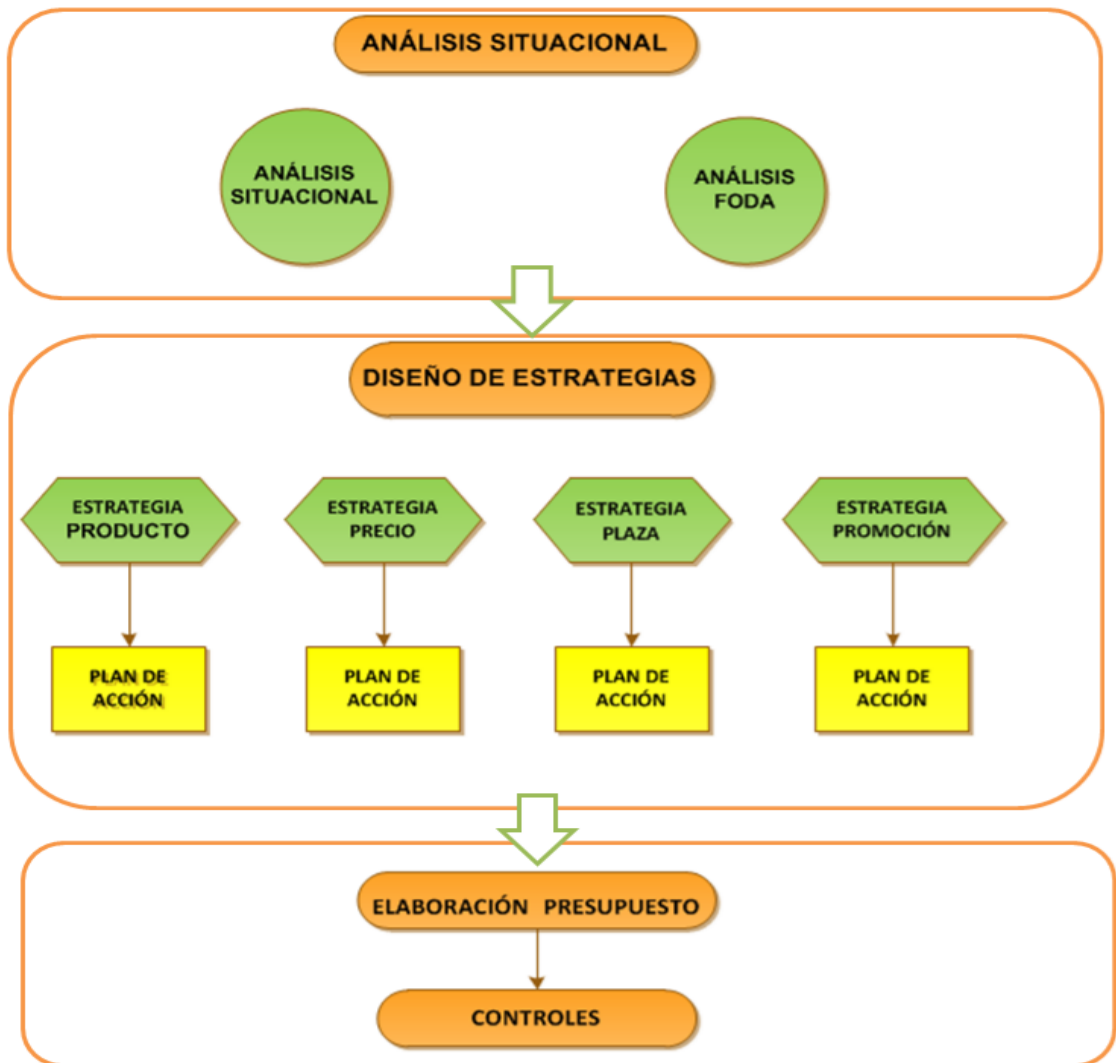 ANÁLISIS SITUACIONAL
ANÁLISIS
SITUACIONAL
ANÁLISIS
FODA
DISEÑO DE ESTRATEGIAS
ESTRATEGIA
PRODUCTO
ESTRATEGIA
PRECIO
ESTRATEGIA
PLAZA
ESTRATEGIA
PROMOCIÓN
PLAN DE
ACCIÓN
PLAN DE
ACCIÓN
PLAN DE
ACCIÓN
PLAN DE
ACCIÓN
ELABORACIÓN PRESUPUESTO
CONTROLES